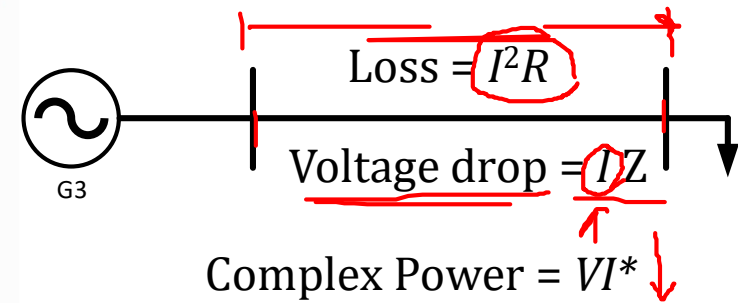 Loss = I²R
G3
Voltage drop = IZ
Complex Power = VI*